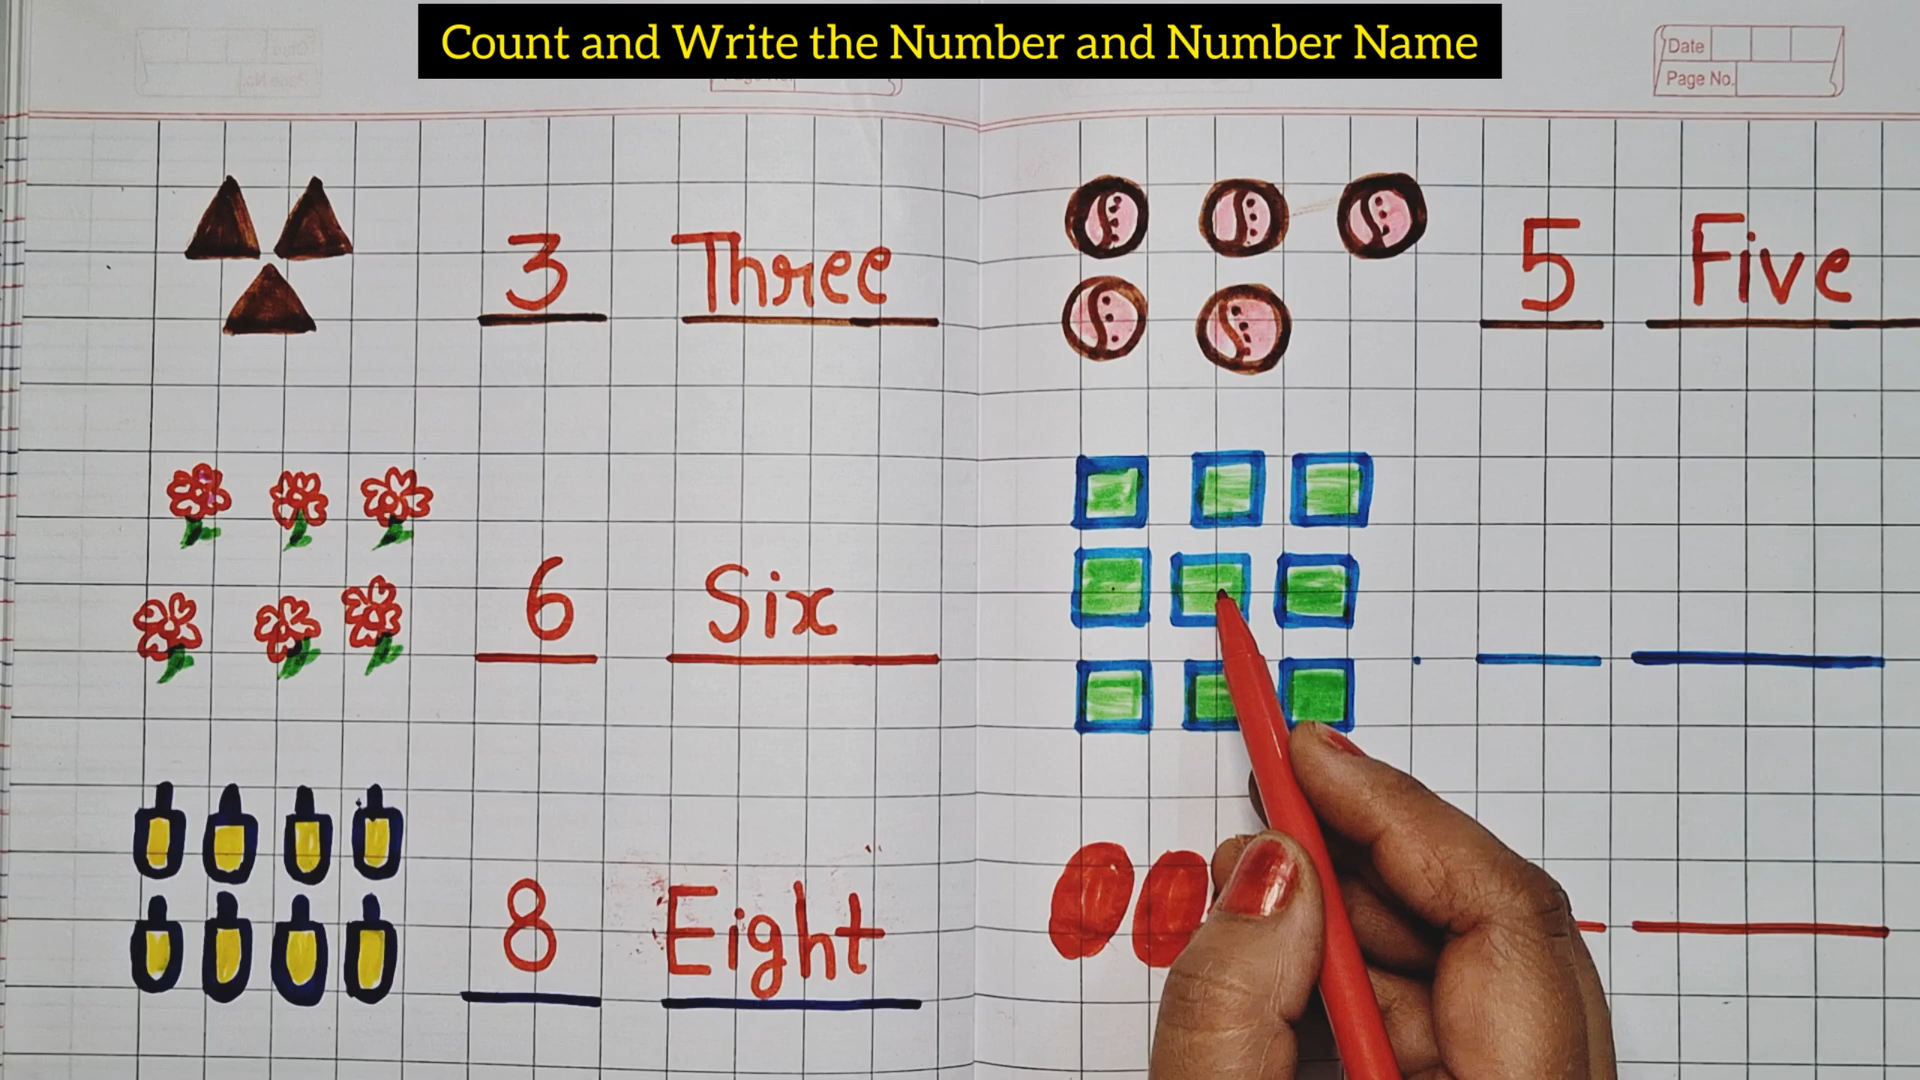 Count and Write the Number and Number Name
Date
Page No.
3 Three
5 Five
6 Six
8 Eight